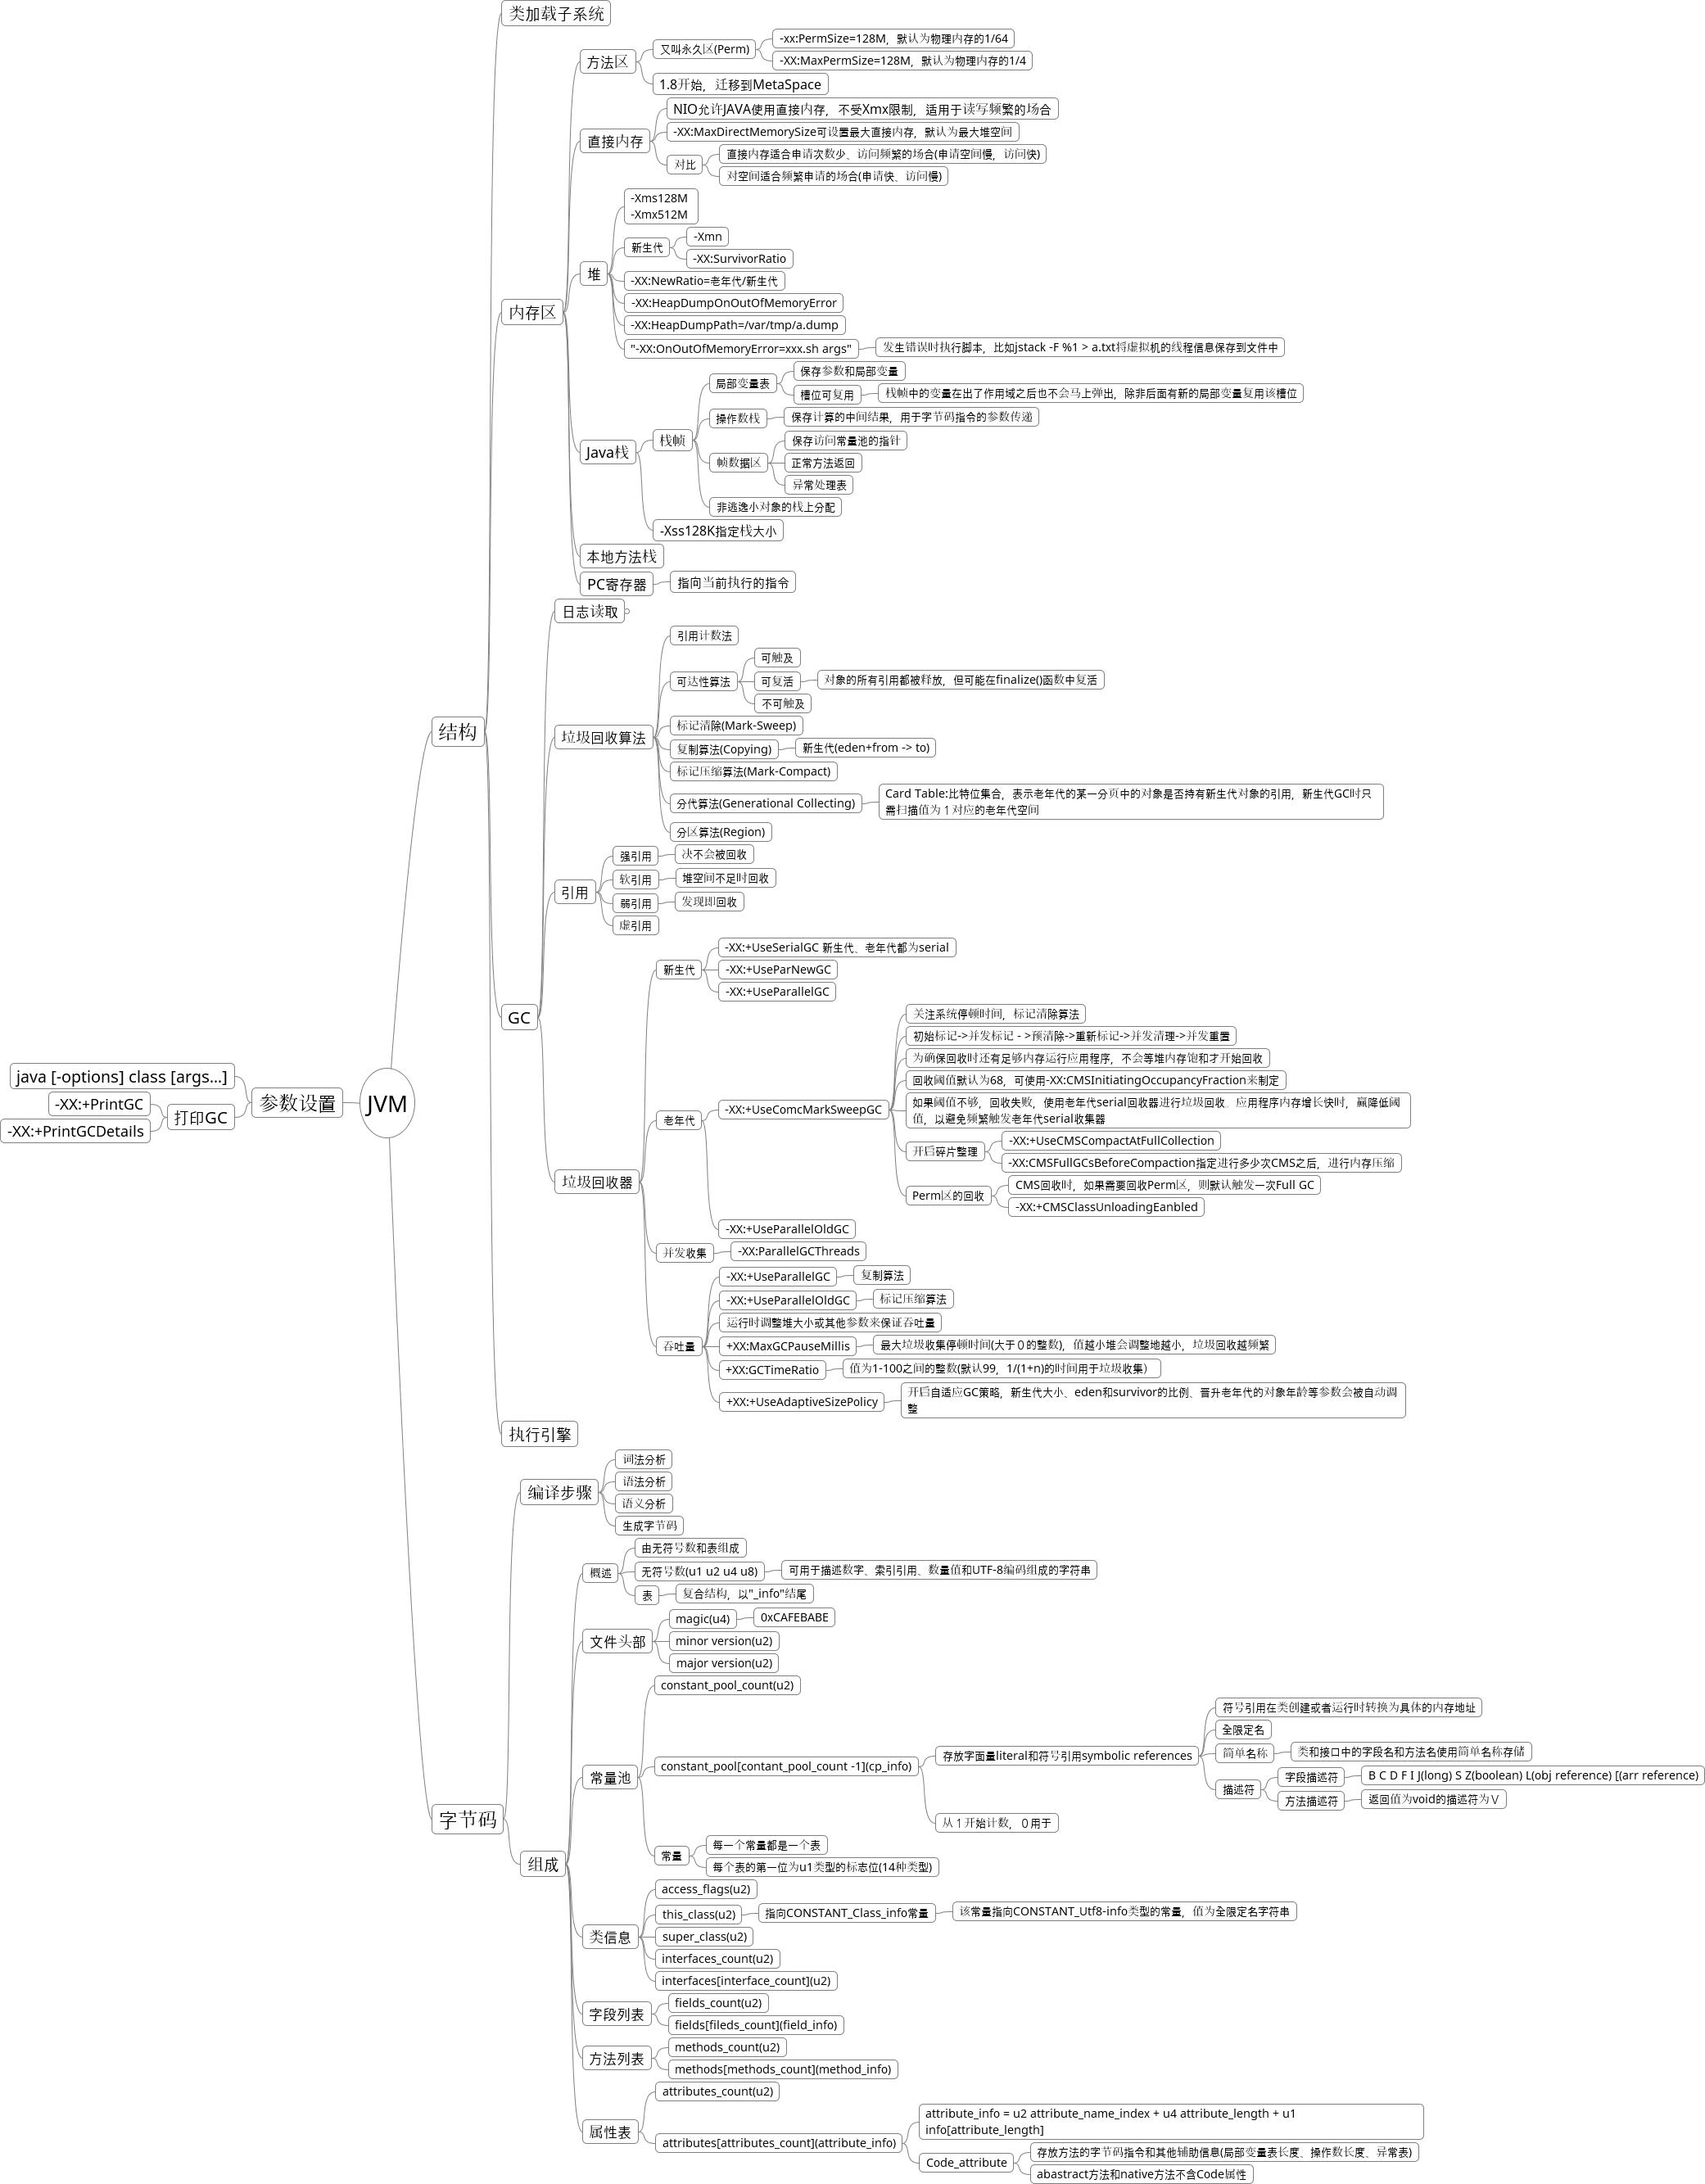 类加载子系统
方法区
又叫永久区(Perm)
-xx:PermSize=128M，默认为物理内存的1/64
-XX:MaxPermSize=128M，默认为物理内存的1/4
1.8开始，迁移到MetaSpace
直接内存
NIO允许JAVA使用直接内存，不受Xmx限制，适用于读写频繁的场合
-XX:MaxDirectMemorySize可设置最大直接内存，默认为最大堆空间
对比
直接内存适合申请次数少、访问频繁的场合(申请空间慢，访问快)
对空间适合频繁申请的场合(申请快、访问慢)
内存区
堆
-Xms128M
-Xmx512M
新生代
-Xmn
-XX:SurvivorRatio
-XX:NewRatio=老年代/新生代
-XX:HeapDumpOnOutOfMemoryError
-XX:HeapDumpPath=/var/tmp/a.dump
"-XX:OnOutOfMemoryError=xxx.sh args"
发生错误时执行脚本，比如jstack -F %1 > a.txt将虚拟机的线程信息保存到文件中
Java栈
栈帧
局部变量表
保存参数和局部变量
槽位可复用
栈帧中的变量在出了作用域之后也不会马上弹出，除非后面有新的局部变量复用该槽位
操作数栈
保存计算的中间结果，用于字节码指令的参数传递
帧数据区
保存访问常量池的指针
正常方法返回
异常处理表
非逃逸小对象的栈上分配
-Xss128K指定栈大小
本地方法栈
PC寄存器
指向当前执行的指令
结构
日志读取
垃圾回收算法
引用计数法
可达性算法
可触及
可复活
对象的所有引用都被释放，但可能在finalize()函数中复活
不可触及
标记清除(Mark-Sweep)
复制算法(Copying)
新生代(eden+from -> to)
标记压缩算法(Mark-Compact)
分代算法(Generational Collecting)
Card Table:比特位集合，表示老年代的某一分页中的对象是否持有新生代对象的引用，新生代GC时只
需扫描值为１对应的老年代空间
分区算法(Region)
引用
强引用
决不会被回收
软引用
堆空间不足时回收
弱引用
发现即回收
虚引用
GC
垃圾回收器
新生代
-XX:+UseSerialGC 新生代、老年代都为serial
-XX:+UseParNewGC
-XX:+UseParallelGC
老年代
-XX:+UseComcMarkSweepGC
关注系统停顿时间，标记清除算法
初始标记->并发标记 - >预清除->重新标记->并发清理->并发重置
为确保回收时还有足够内存运行应用程序，不会等堆内存饱和才开始回收
回收阈值默认为68，可使用-XX:CMSInitiatingOccupancyFraction来制定
如果阈值不够，回收失败，使用老年代serial回收器进行垃圾回收。应用程序内存增长快时，赢降低阈
值，以避免频繁触发老年代serial收集器
开启碎片整理
-XX:+UseCMSCompactAtFullCollection
-XX:CMSFullGCsBeforeCompaction指定进行多少次CMS之后，进行内存压缩
Perm区的回收
CMS回收时，如果需要回收Perm区，则默认触发一次Full GC
-XX:+CMSClassUnloadingEanbled
-XX:+UseParallelOldGC
并发收集
-XX:ParallelGCThreads
吞吐量
-XX:+UseParallelGC
复制算法
-XX:+UseParallelOldGC
标记压缩算法
运行时调整堆大小或其他参数来保证吞吐量
+XX:MaxGCPauseMillis
最大垃圾收集停顿时间(大于０的整数)，值越小堆会调整地越小，垃圾回收越频繁
+XX:GCTimeRatio
值为1-100之间的整数(默认99，1/(1+n)的时间用于垃圾收集）
+XX:+UseAdaptiveSizePolicy
开启自适应GC策略，新生代大小、eden和survivor的比例、晋升老年代的对象年龄等参数会被自动调
整
执行引擎
JVM
参数设置
java [-options] class [args...]
打印GC
-XX:+PrintGC
-XX:+PrintGCDetails
字节码
编译步骤
词法分析
语法分析
语义分析
生成字节码
组成
概述
由无符号数和表组成
无符号数(u1 u2 u4 u8)
可用于描述数字、索引引用、数量值和UTF-8编码组成的字符串
表
复合结构，以"_info"结尾
文件头部
magic(u4)
0xCAFEBABE
minor version(u2)
major version(u2)
常量池
constant_pool_count(u2)
constant_pool[contant_pool_count -1](cp_info)
存放字面量literal和符号引用symbolic references
符号引用在类创建或者运行时转换为具体的内存地址
全限定名
简单名称
类和接口中的字段名和方法名使用简单名称存储
描述符
字段描述符
B C D F I J(long) S Z(boolean) L(obj reference) [(arr reference)
方法描述符
返回值为void的描述符为Ｖ
从１开始计数，０用于
常量
每一个常量都是一个表
每个表的第一位为u1类型的标志位(14种类型)
类信息
access_flags(u2)
this_class(u2)
指向CONSTANT_Class_info常量
该常量指向CONSTANT_Utf8-info类型的常量，值为全限定名字符串
super_class(u2)
interfaces_count(u2)
interfaces[interface_count](u2)
字段列表
fields_count(u2)
fields[fileds_count](field_info)
方法列表
methods_count(u2)
methods[methods_count](method_info)
属性表
attributes_count(u2)
attributes[attributes_count](attribute_info)
attribute_info = u2 attribute_name_index + u4 attribute_length + u1
info[attribute_length]
Code_attribute
存放方法的字节码指令和其他辅助信息(局部变量表长度、操作数长度、异常表)
abastract方法和native方法不含Code属性